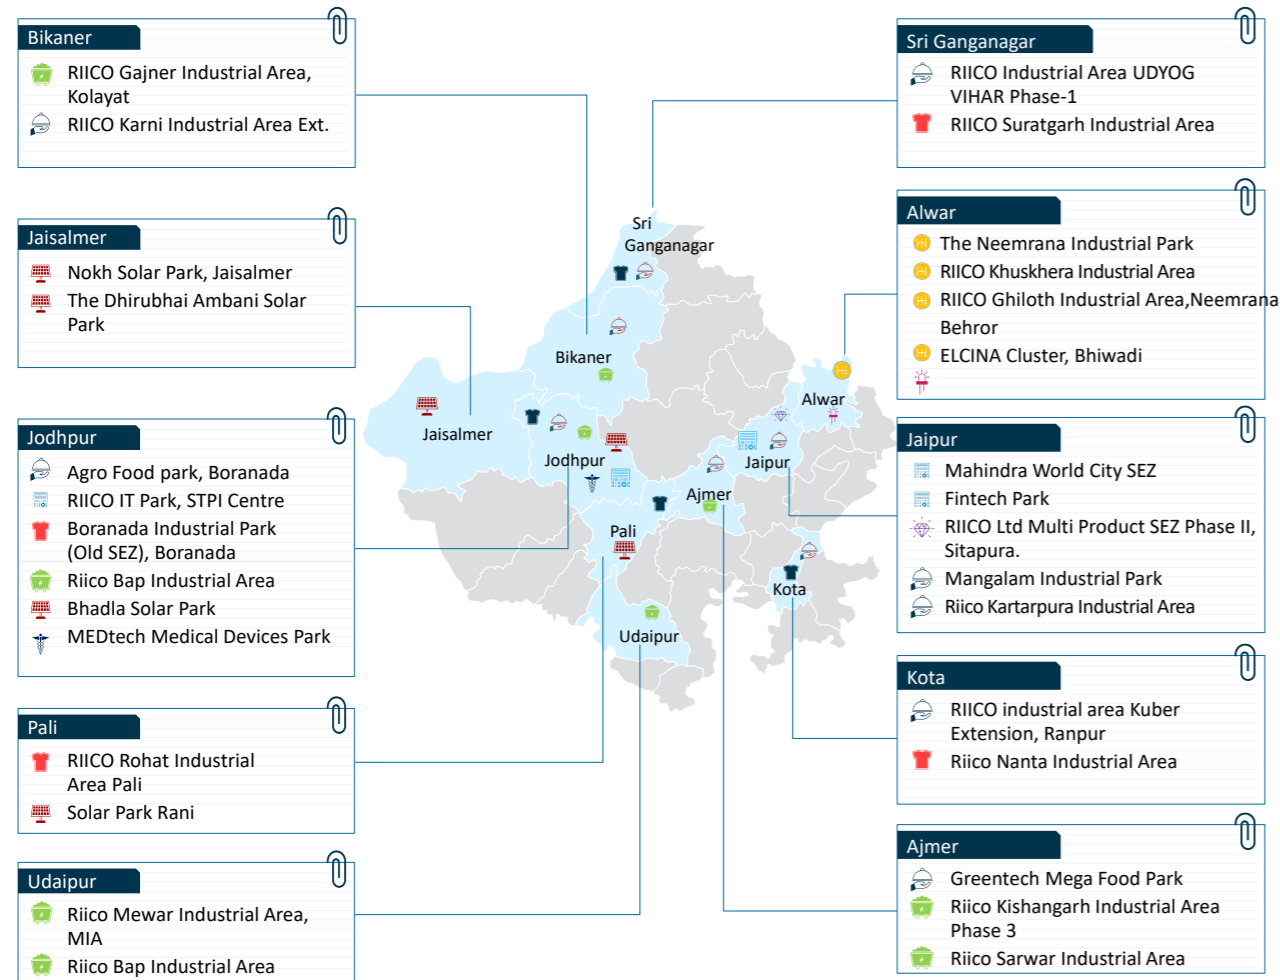 Bikaner
RIICO Gajner Industrial Area,
Kolayat
RIICO Karni Industrial Area Ext.
Jaisalmer
Nokh Solar Park, Jaisalmer
The Dhirubhai Ambani Solar
Park
Jodhpur
Agro Food park, Boranada
RIICO IT Park, STPI Centre
Boranada Industrial Park
(Old SEZ), Boranada
Riico Bap Industrial Area
Bhadla Solar Park
MEDtech Medical Devices Park
Pali
RIICO Rohat Industrial
Area Pali
Solar Park Rani
Udaipur
Riico Mewar Industrial Area,
MIA
Riico Bap Industrial Area
Sri
Ganganagar
Bikaner
Jaisalmer
Jodhpur
Alwar
Jaipur
Ajmer
Pali
Kota
Udaipur
Sri Ganganagar
RIICO Industrial Area UDYOG
VIHAR Phase-1
RIICO Suratgarh Industrial Area
Alwar
The Neemrana Industrial Park
RIICO Khuskhera Industrial Area
RIICO Ghiloth Industrial Area,Neemrana
Behror
ELCINA Cluster, Bhiwadi
Jaipur
Mahindra World City SEZ
Fintech Park
RIICO Ltd Multi Product SEZ Phase II,
Sitapura.
Mangalam Industrial Park
Riico Kartarpura Industrial Area
Kota
RIICO industrial area Kuber
Extension, Ranpur
Riico Nanta Industrial Area
Ajmer
Greentech Mega Food Park
Riico Kishangarh Industrial Area
Phase 3
Riico Sarwar Industrial Area